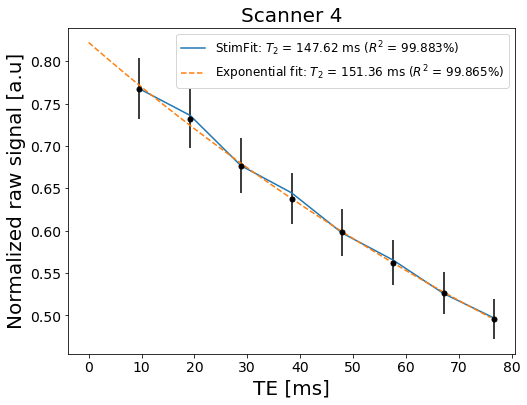 Scanner 4
StimFit: T₂ = 147.62 ms (R² = 99.883%)
Exponential fit: T₂ = 151.36 ms (R² = 99.865%)
Normalized raw signal [a.u]
0.80
0.75
0.70
0.65
0.60
0.55
0.50
0 10 20 30 40 50 60 70 80
TE [ms]